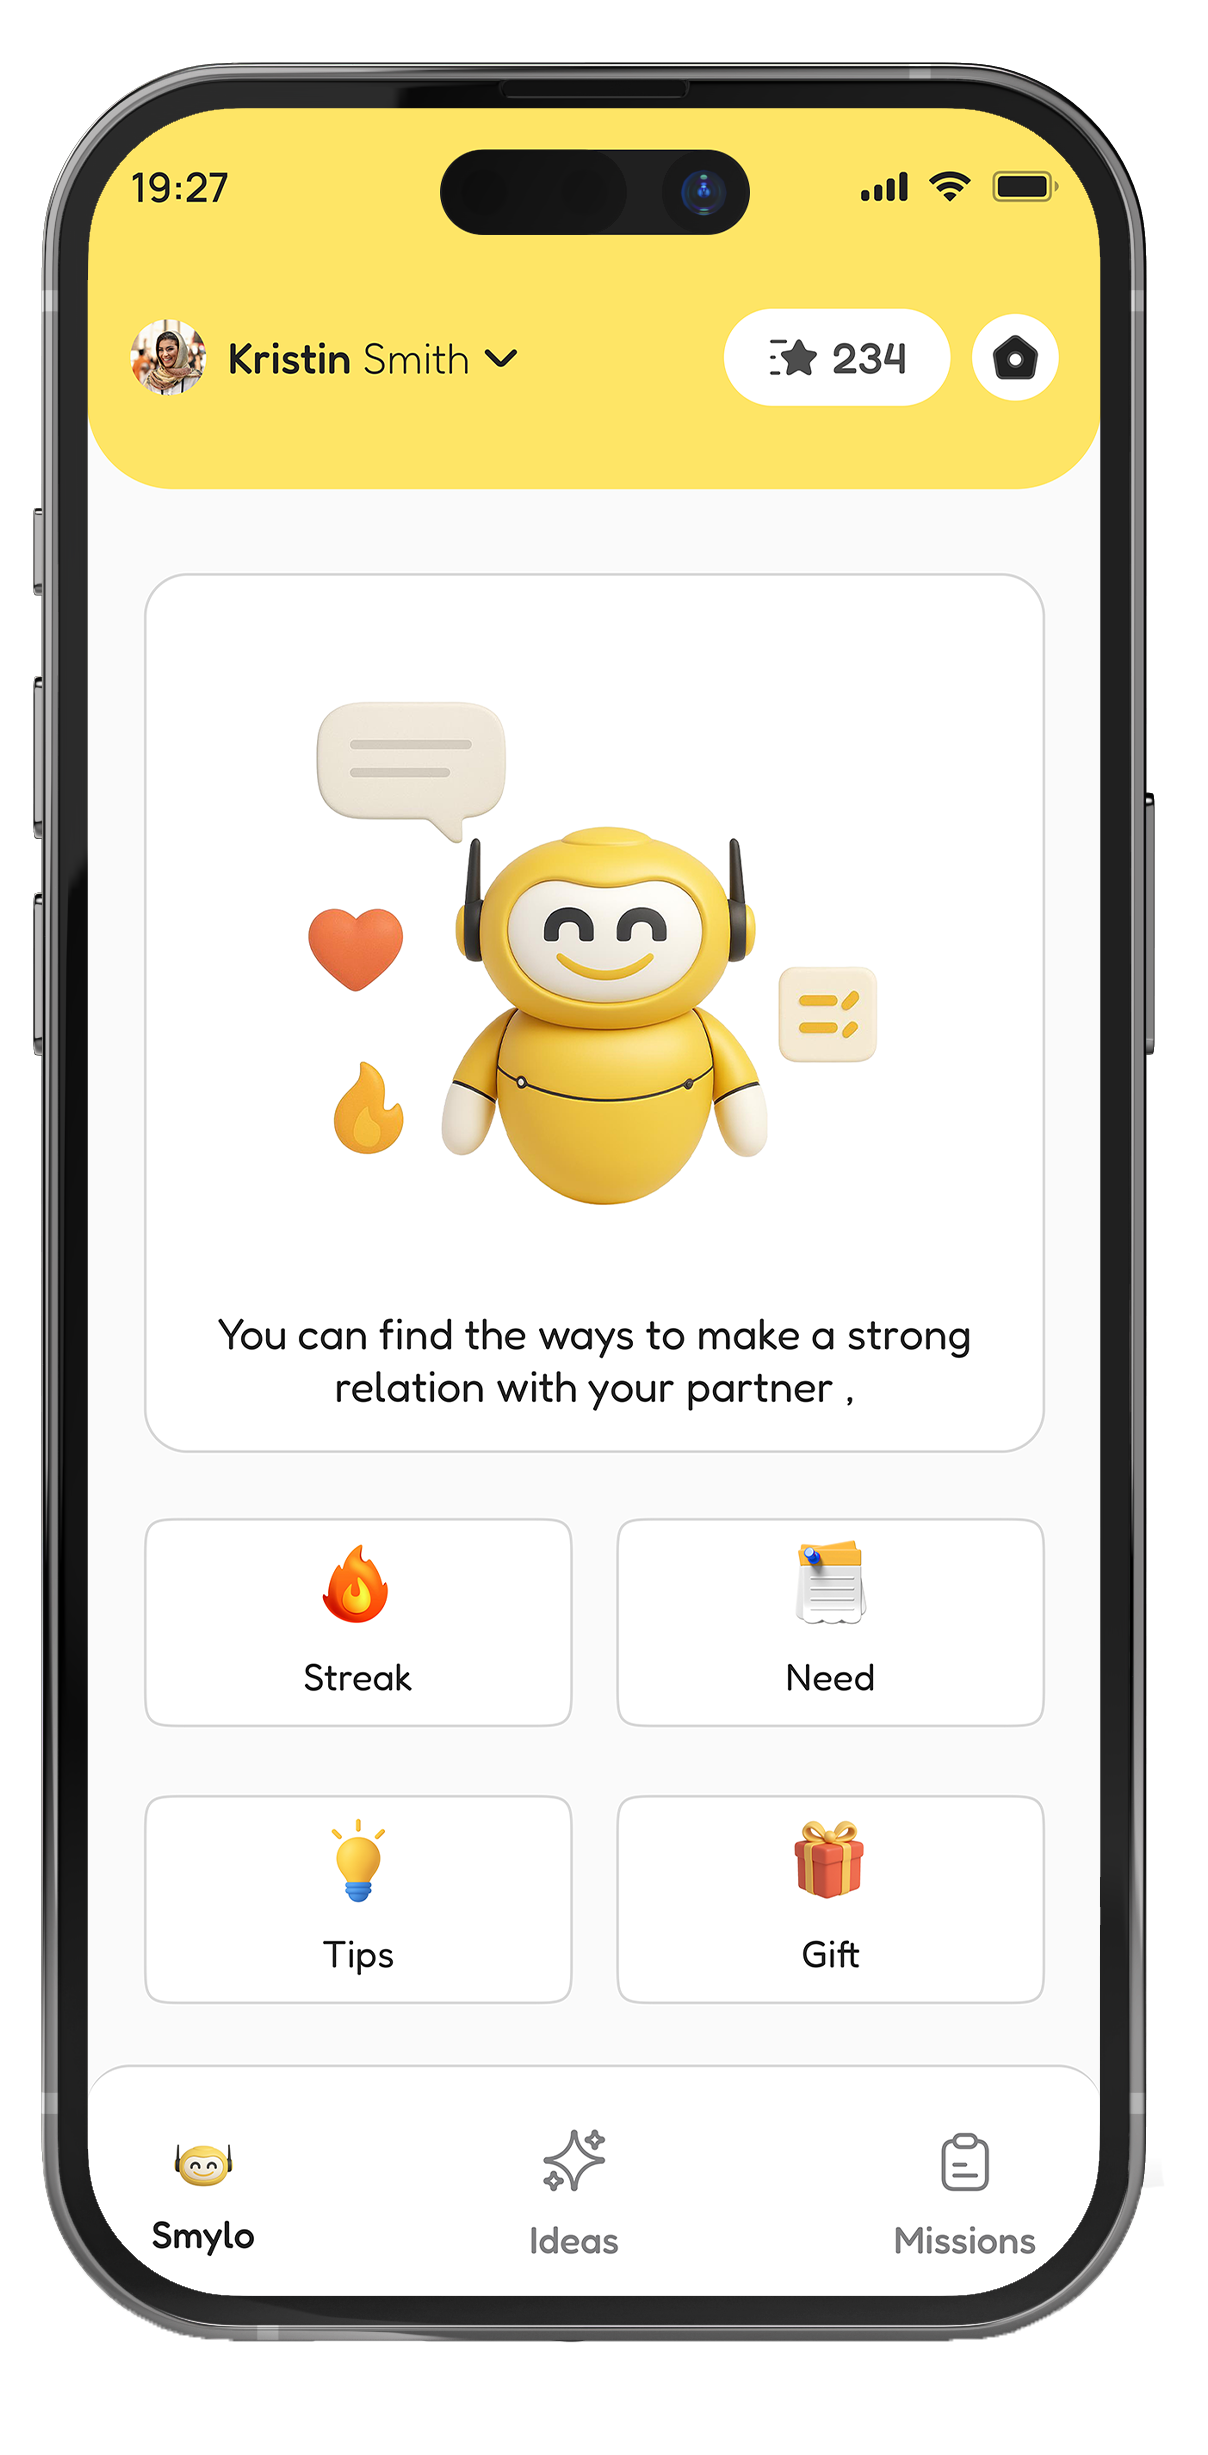 19:27
Kristin Smith
234
You can find the ways to make a strong
relation with your partner ,
Streak
Need
Tips
Gift
Smylo
Ideas
Missions